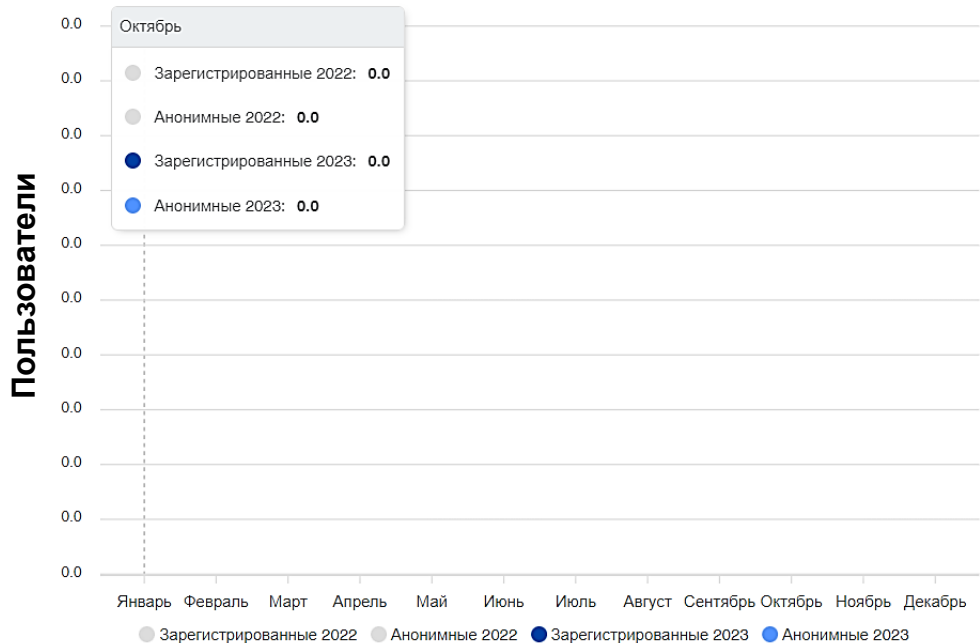 Октябрь
Зарегистрированные 2022: 0.0
Анонимные 2022: 0.0
Зарегистрированные 2023: 0.0
Анонимные 2023: 0.0
Пользователи
0.0
0.0
0.0
0.0
0.0
0.0
0.0
0.0
0.0
0.0
0.0
Январь Февраль Март Апрель Май Июнь Июль Август Сентябрь Октябрь Ноябрь Декабрь
Зарегистрированные 2022 Анонимные 2022 Зарегистрированные 2023 Анонимные 2023